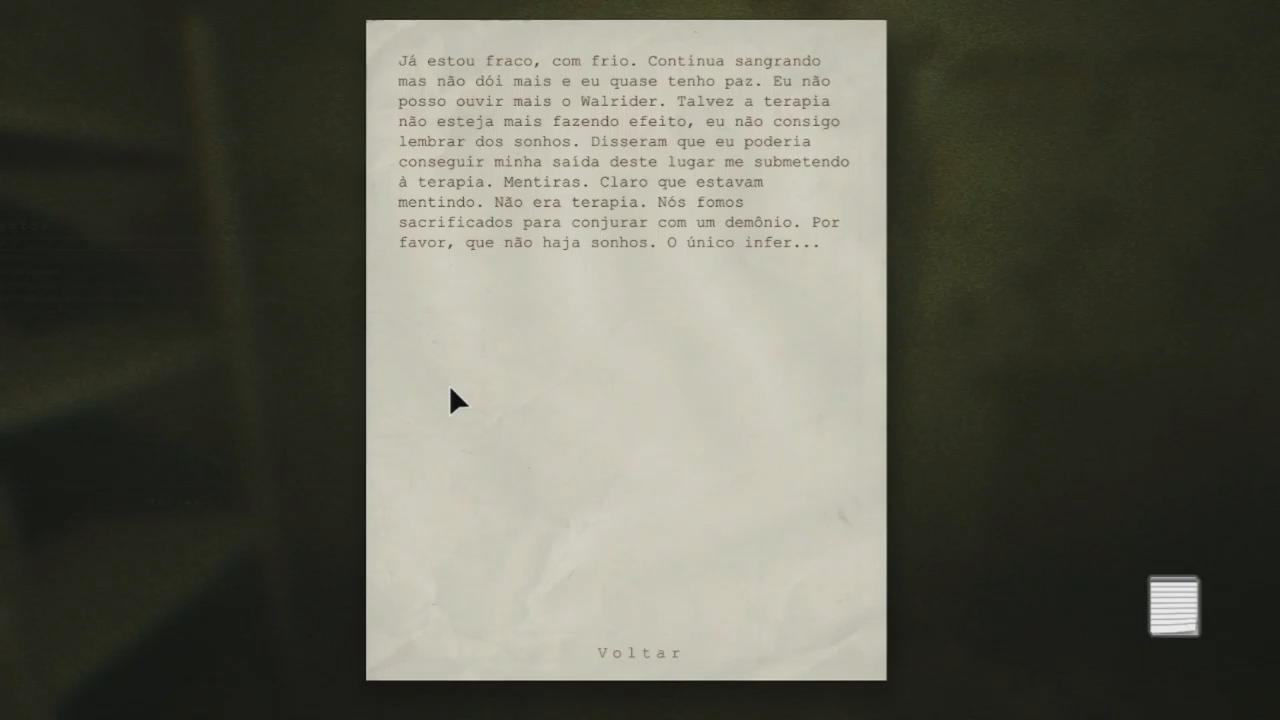 Já estou fraco, com frio. Continua sangrando
mas não dói mais e eu quase tenho paz. Eu não
posso ouvir mais o Walrider. Talvez a terapia
não esteja mais fazendo efeito, eu não consigo
lembrar dos sonhos. Disseram que eu poderia
conseguir minha saída deste lugar me submetendo
à terapia. Mentiras. Claro que estavam
mentindo. Não era terapia. Nós fomos
sacrificados para conjurar com um demônio. Por
favor, que não haja sonhos. O único infer...
Voltar